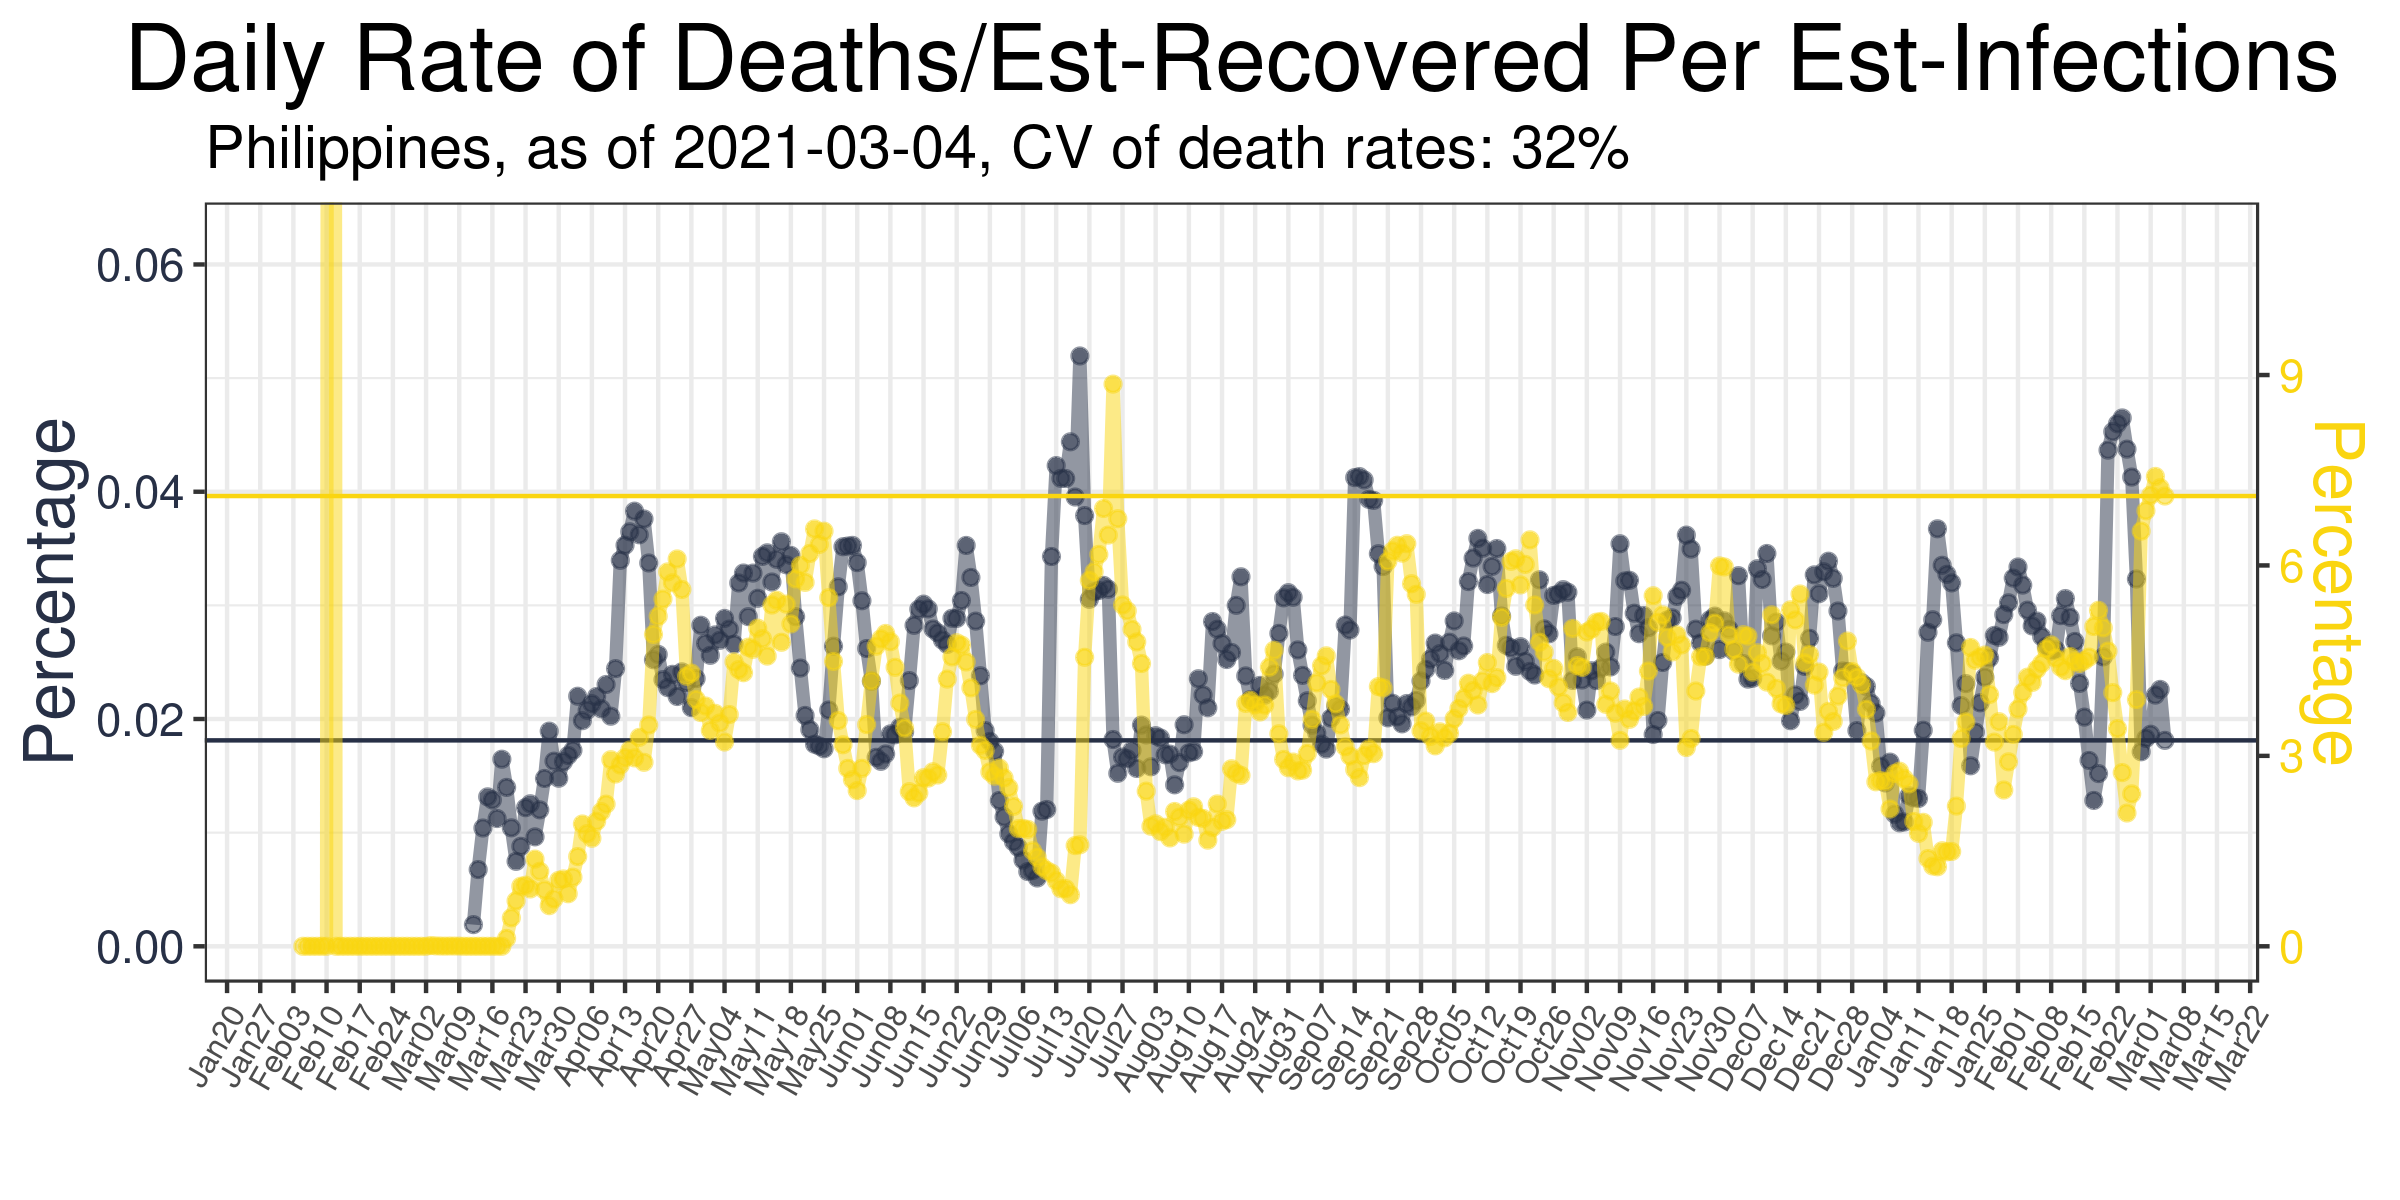 Daily Rate of Deaths/Est-Recovered Per Est-Infections
Philippines, as of 2021-03-04, CV of death rates: 32%
Percentage
0.06
0.04
0.02
0.00
9
6
3
0
Percentage
Jan20
Jan27
Feb03
Feb10
Feb17
Feb24
Mar02
Mar09
Mar16
Mar23
Mar30
Apr06
Apr13
Apr20
Apr27
May04
May11
May18
May25
Jun01
Jun08
Jun15
Jun22
Jun29
Jul06
Jul13
Jul20
Jul27
Aug03
Aug10
Aug17
Aug24
Aug31
Sep07
Sep14
Sep21
Sep28
Oct05
Oct12
Oct19
Oct26
Nov02
Nov09
Nov16
Nov23
Nov30
Dec07
Dec14
Dec21
Dec28
Jan04
Jan11
Jan18
Jan25
Feb01
Feb08
Feb15
Feb22
Mar01
Mar08
Mar15
Mar22